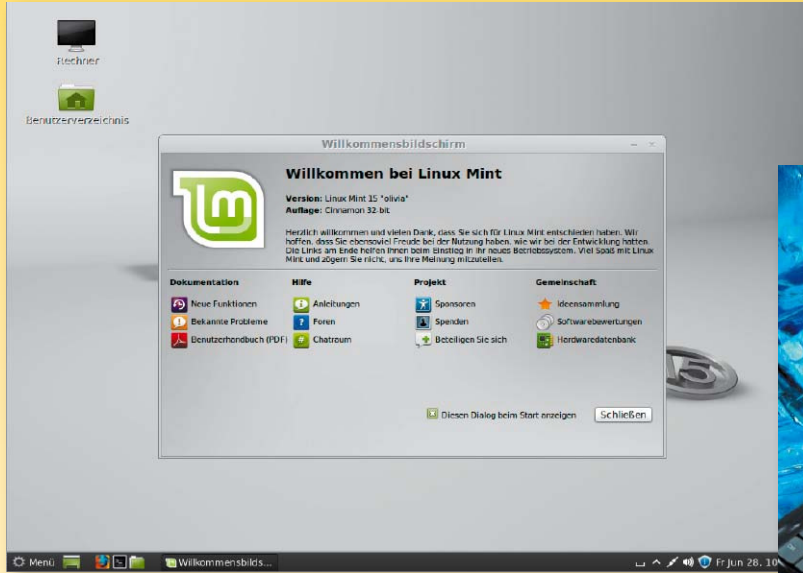 Rechner
Benutzerverzeichnis
Willkommensbildschirm
Willkommen bei Linux Mint
Version: Linux Mint 15 "olivia"
Auflage: Cinnamon 32-bit
Herzlich willkommen und vielen Dank, dass Sie sich für Linux Mint entschieden haben. Wir
hoffen, dass Sie ebensoviel Freude bei der Nutzung haben, wie wir bei der Entwicklung hatten.
Die Links am Ende helfen Ihnen beim Einstieg in Ihr neues Betriebssystem. Viel Spaß mit Linux
Mint und zögern Sie nicht, uns Ihre Meinung mitzuteilen.
Dokumentation Hilfe Projekt Gemeinschaft
Neue Funktionen Anleitungen Sponsoren Ideensammlung
Bekannte Probleme Foren Spenden Softwarebewertungen
Benutzerhandbuch (PDF) Chatraum Beteiligen Sie sich Hardwaredatenbank
15
Diesen Dialog beim Start anzeigen Schließen
Menü Willkommensbilds... Fr Jun 28, 10